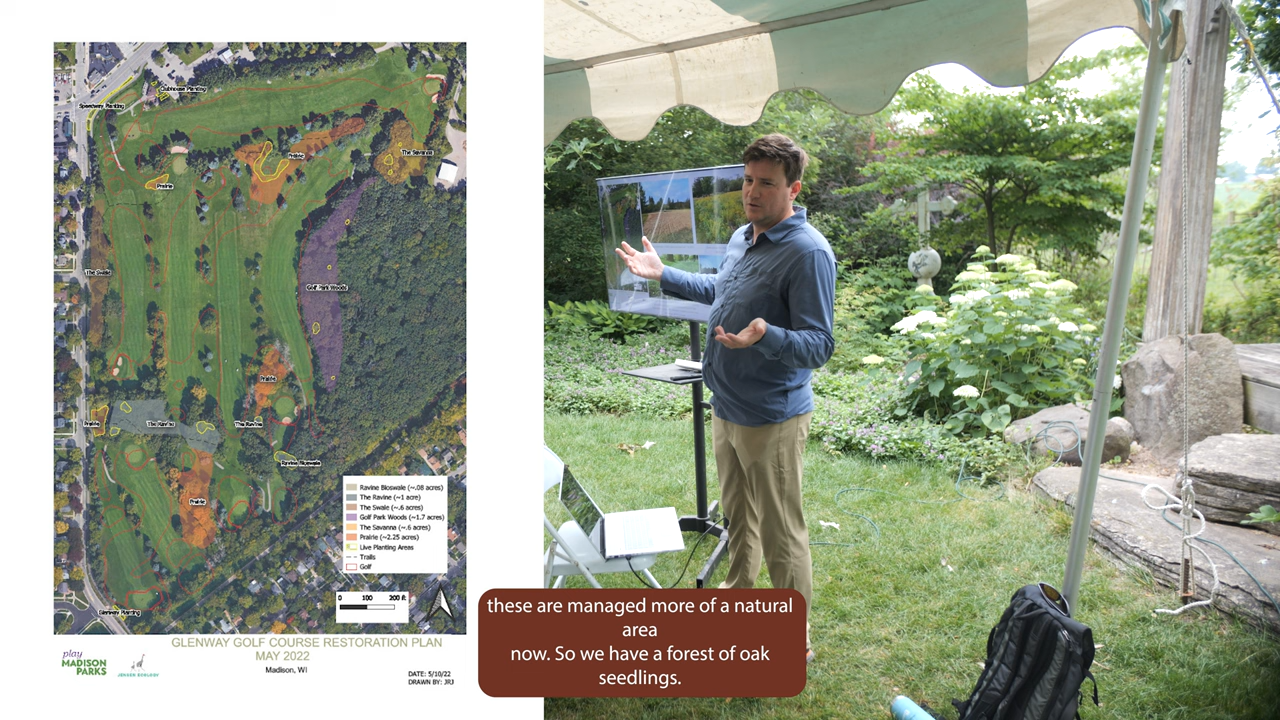 Speedway Planting
Clubhouse Planting
Prairie
The Savanna
Prairie
The Swale
Golf Park Woods
Prairie
Prairie
The Ravine
The Ravine
Ravine Bioswale
Prairie
Glenway Planting
Ravine Bioswale (~.08 acres)
The Ravine (~1 acre)
The Swale (~.6 acres)
Golf Park Woods (~1.7 acres)
The Savanna (~.6 acres)
Prairie (~2.25 acres)
Live Planting Areas
Trails
Golf
0 100 200 ft
GLENWAY GOLF COURSE RESTORATION PLAN
MAY 2022
Madison, WI
play
MADISON
PARKS
JENSEN ECOLOGY
DATE: 5/10/22
DRAWN BY: JRJ
these are managed more of a natural
area
now. So we have a forest of oak
seedlings.